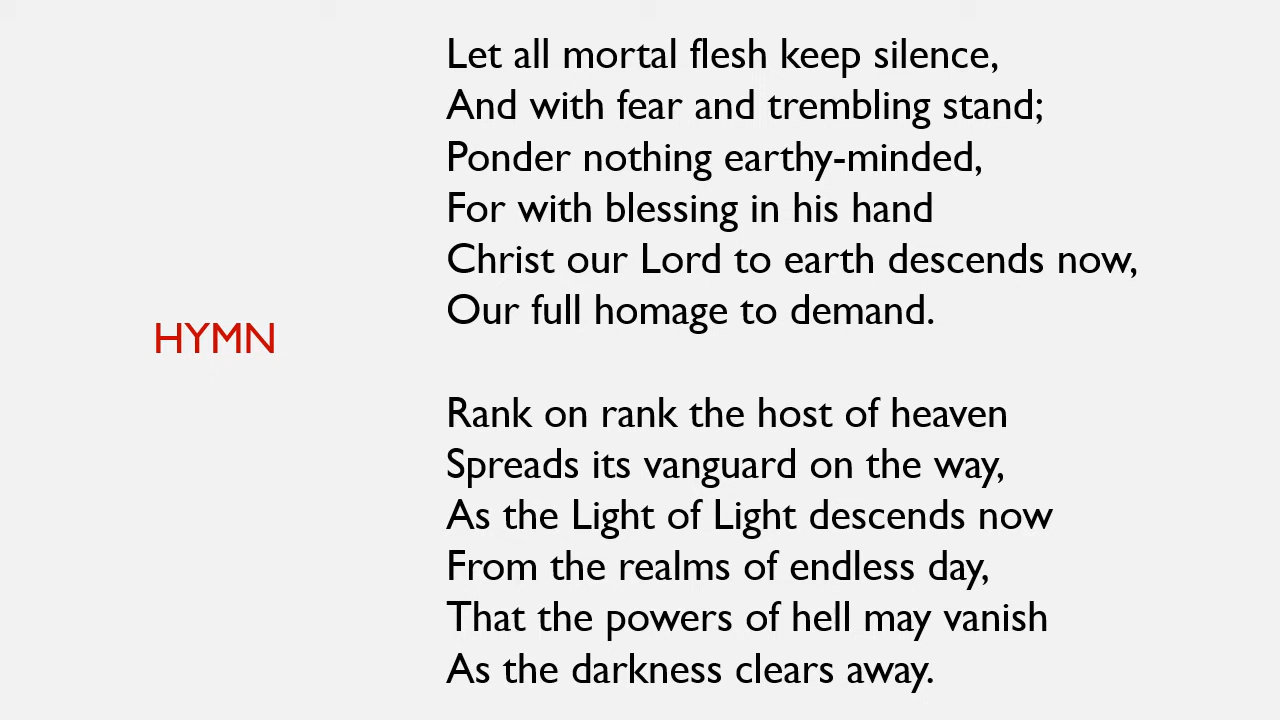 HYMN
Let all mortal flesh keep silence,
And with fear and trembling stand;
Ponder nothing earthy-minded,
For with blessing in his hand
Christ our Lord to earth descends now,
Our full homage to demand.
Rank on rank the host of heaven
Spreads its vanguard on the way,
As the Light of Light descends now
From the realms of endless day,
That the powers of hell may vanish
As the darkness clears away.